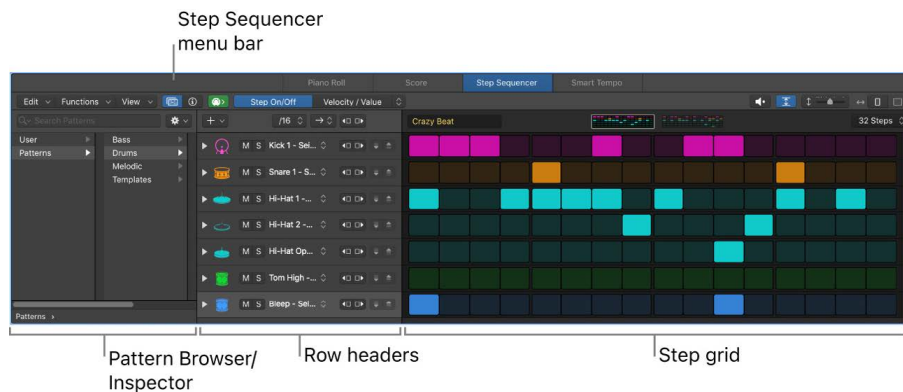 Step Sequencer
menu bar
Piano Roll Score Step Sequencer Smart Tempo
Edit Functions View Step On/Off Velocity / Value
Search Patterns /16 Crazy Beat 32 Steps
User Bass M S Kick 1 - Sei...
Patterns Drums M S Snare 1 - S...
Melodic
Templates M S Hi-Hat 1 -...
M S Hi-Hat 2 -...
M S Hi-Hat Op...
M S Tom High -...
M S Bleep - Sei...
Patterns
Pattern Browser/
Inspector
Row headers
Step grid